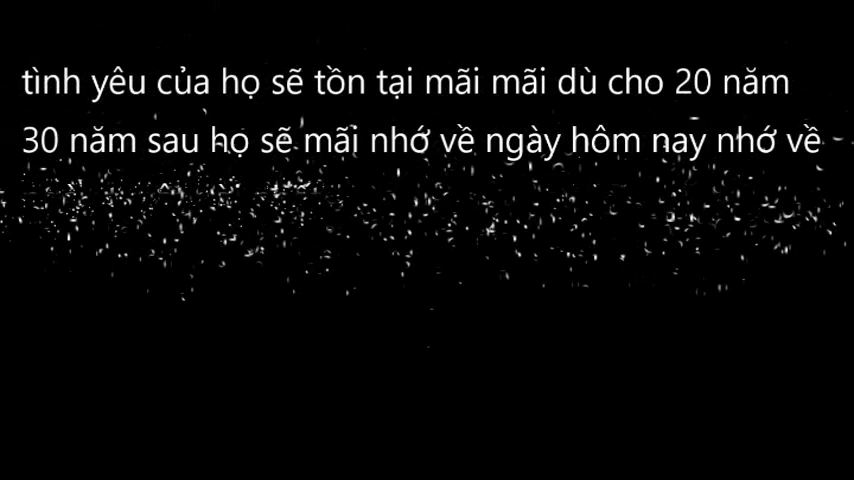 tình yêu của họ sẽ tồn tại mãi mãi dù cho 20 năm
30 năm sau họ sẽ mãi nhớ về ngày hôm nay nhớ về